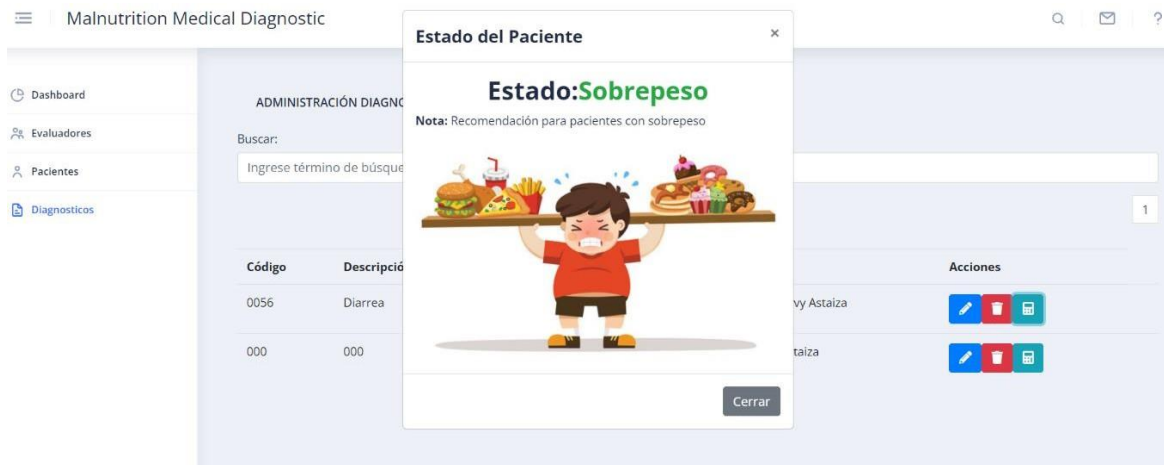 Malnutrition Medical Diagnostic
?
Estado del Paciente
×
Estado:Sobrepeso
Nota: Recomendación para pacientes con sobrepeso
Cerrar
Dashboard
Evaluadores
Pacientes
Diagnosticos
ADMINISTRACIÓN DIAGNO
Buscar:
Ingrese término de búsque
1
Código Descripció Acciones
0056 Diarrea vy Astaiza
000 000 taiza